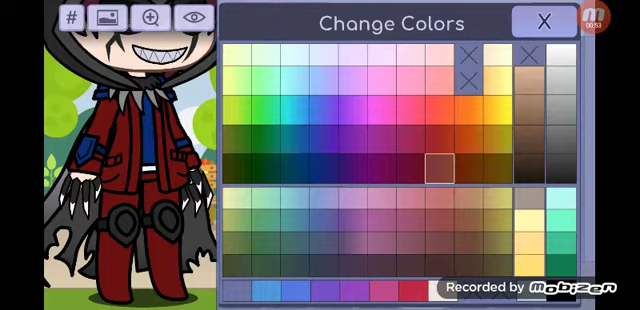 #
Change Colors
X
00:53
Recorded by
MOBIZEN